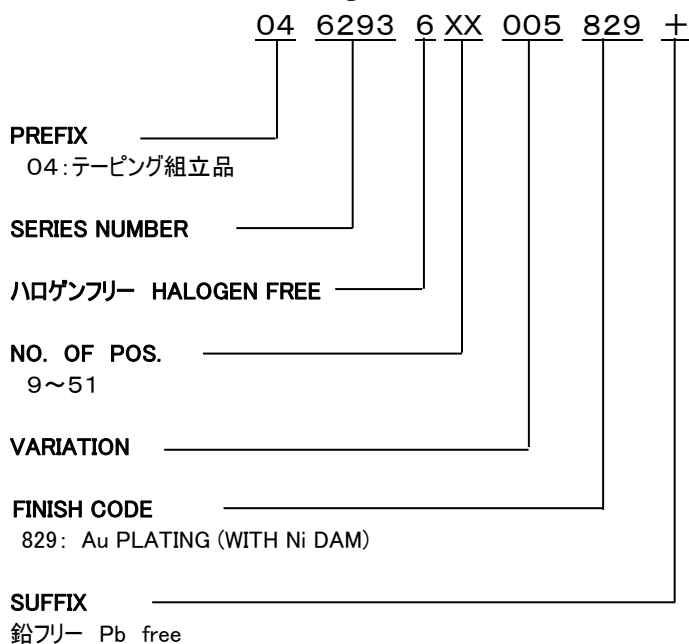 04 6293 6 XX 005 829 +
PREFIX
04:テーピング組立品
SERIES NUMBER
ハロゲンフリー HALOGEN FREE
NO. OF POS.
9～51
VARIATION
FINISH CODE
829: Au PLATING (WITH Ni DAM)
SUFFIX
鉛フリー Pb free